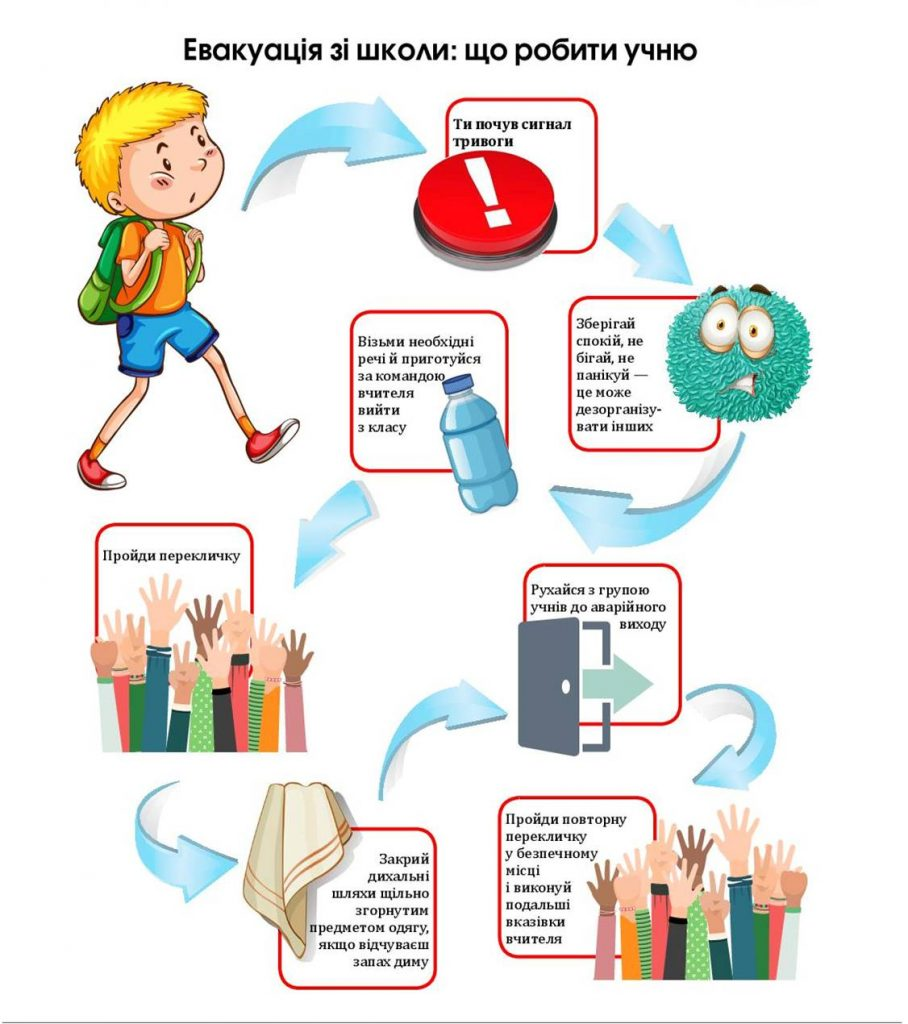 Евакуація зі школи: що робити учню
Ти почув сигнал
тривоги
Зберігай
спокій, не
бігай, не
панікуй —
це може
дезорганізу-
вати інших
Візьми необхідні
речі й приготуйся
за командою
вчителя
вийти
з класу
Пройди перекличку
Закрий
дихальні
шляхи щільно
згорнутим
предметом одягу,
якщо відчуваєш
запах диму
Рухайся з групою
учнів до аварійного
виходу
Пройди повторну
перекличку
у безпечному
місці
і виконуй
подальші
вказівки
вчителя